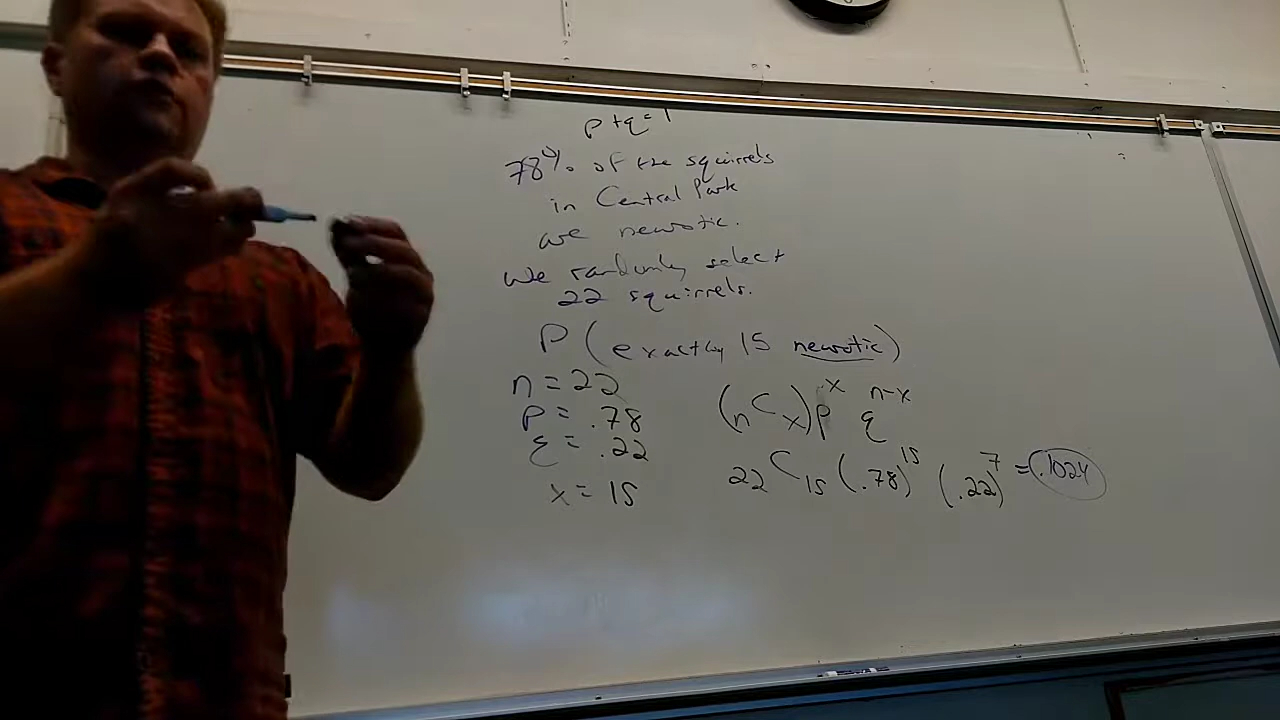 p + q = 1
78% of the squirrels
in Central Park
are neurotic.
We randomly select
22 squirrels.
P (exactly 15 neurotic)
n = 22
p = .78
q = .22
x = 15
(nCx) p^x q^n-x
22C15 (.78)^15 (.22)^7 = .1024